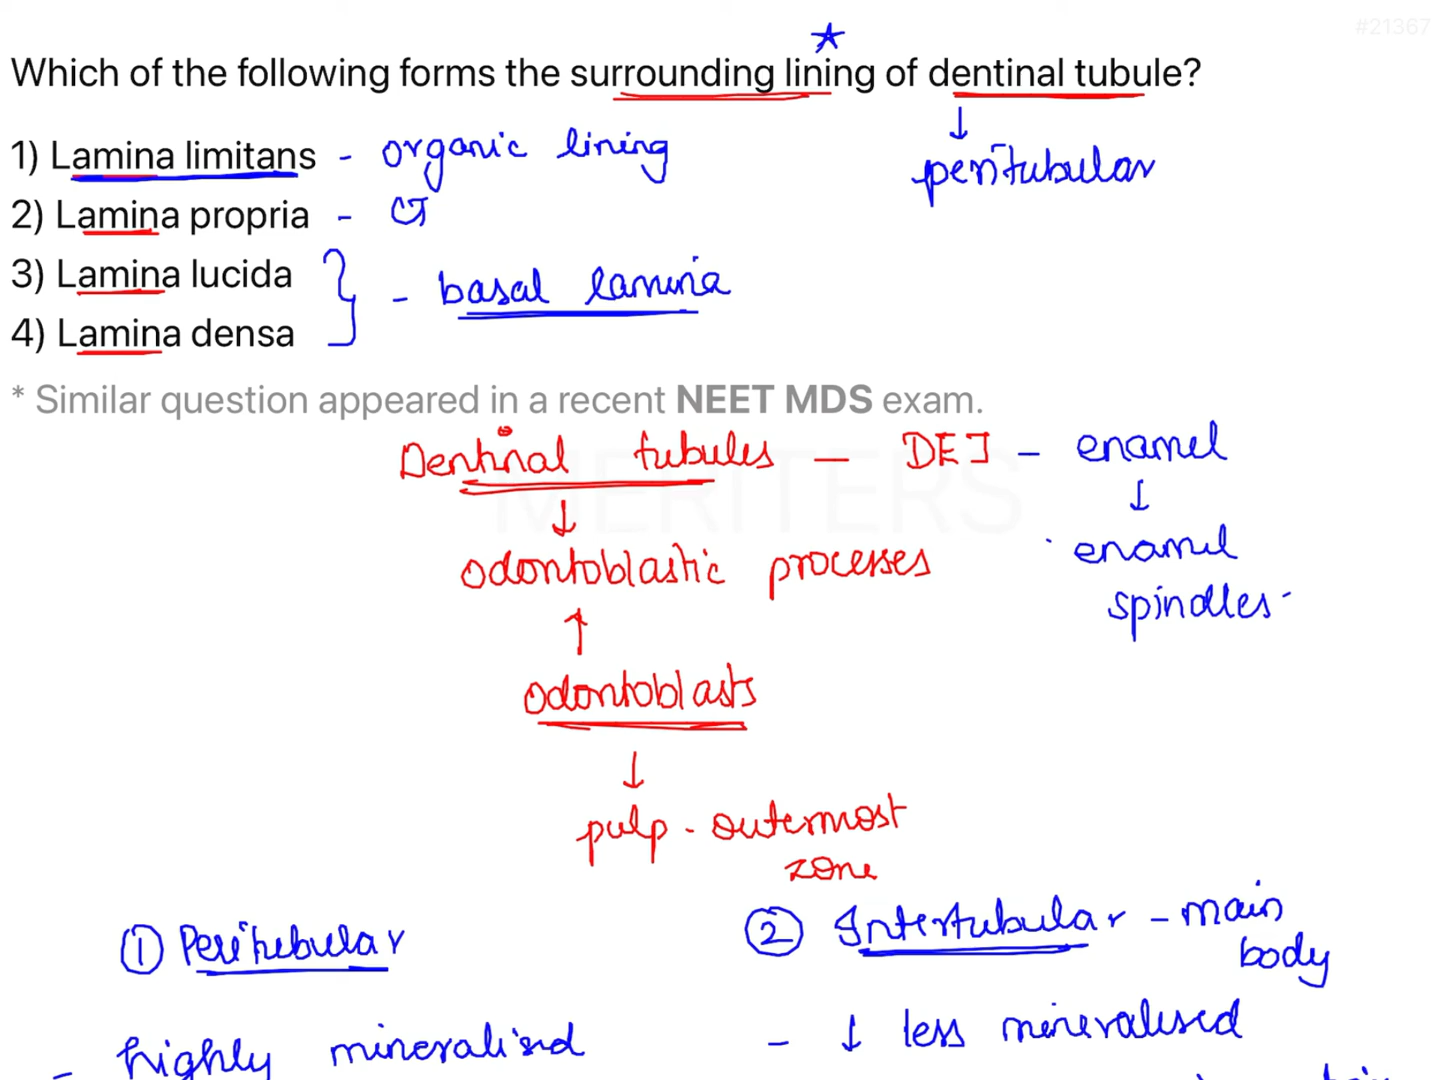 #21367
Which of the following forms the surrounding lining of dentinal tubule?
peritubular
1) Lamina limitans - organic lining
2) Lamina propria - CT
3) Lamina lucida
- basal lamina
4) Lamina densa
* Similar question appeared in a recent NEET MDS exam.
MERITERS
Dentinal tubules - DEJ - enamel
enamel
spindles
odontoblastic processes
odontoblasts
pulp - outermost
zone
① Peritubular
② Intertubular - main
body
- highly mineralised
- ↓ less mineralised